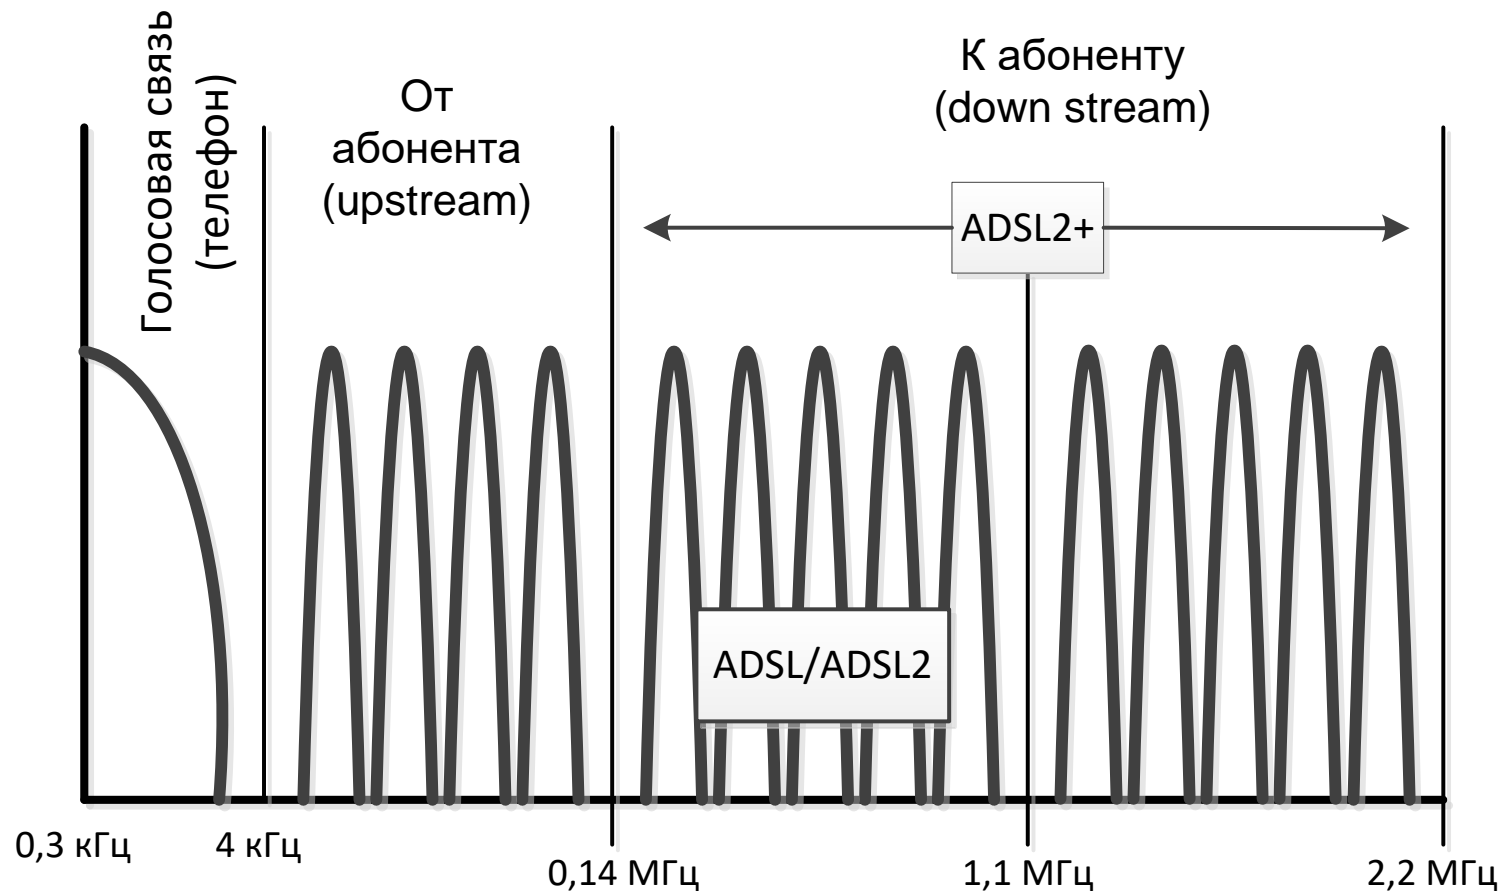 Голосовая связь
(телефон)
От
абонента
(upstream)
К абоненту
(down stream)
ADSL2+
ADSL/ADSL2
0,3 кГц
4 кГц
0,14 МГц
1,1 МГц
2,2 МГц